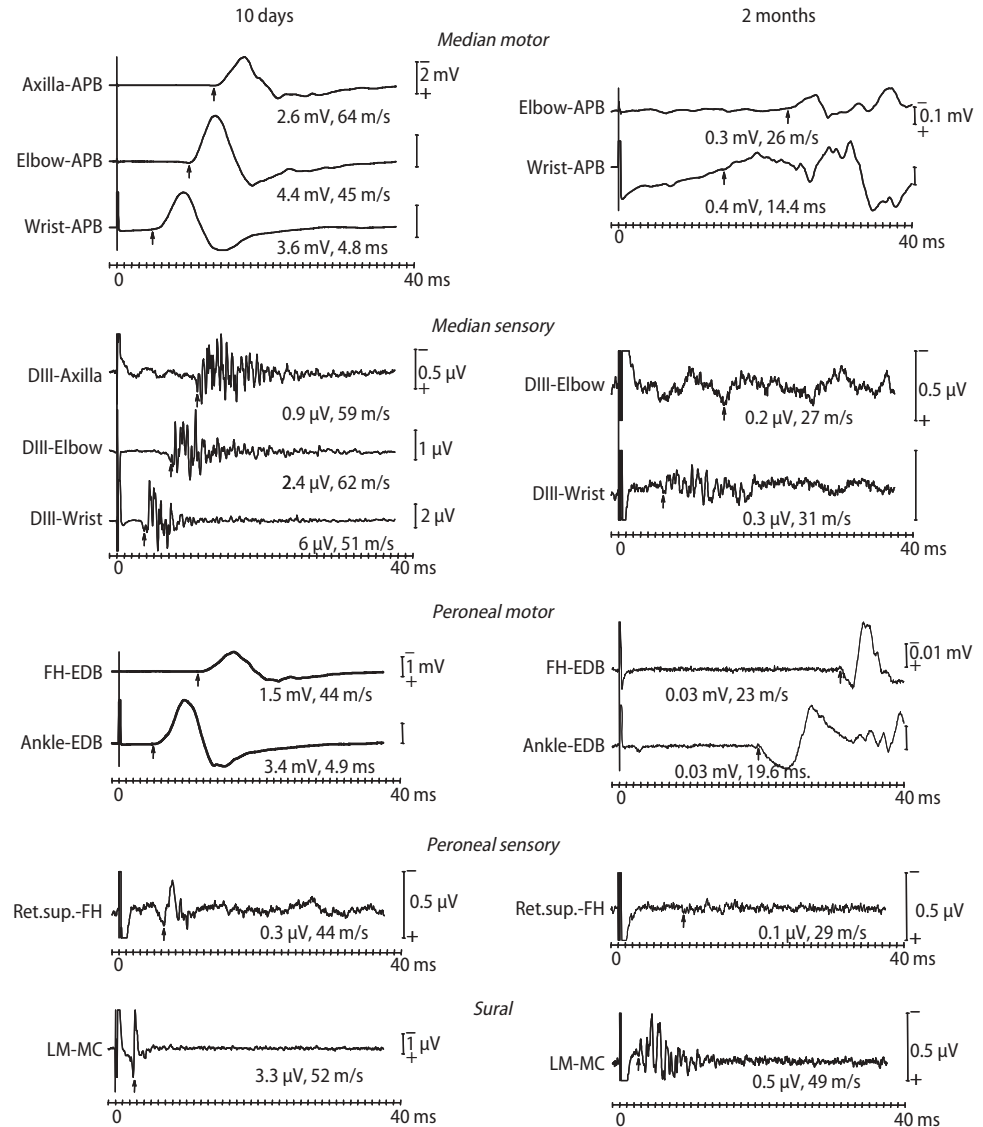 10 days
2 months
Median motor
Axilla-APB
2 mV
+
2.6 mV, 64 m/s
Elbow-APB
4.4 mV, 45 m/s
Wrist-APB
3.6 mV, 4.8 ms
0
40 ms
Elbow-APB
0.1 mV
+
0.3 mV, 26 m/s
Wrist-APB
0.4 mV, 14.4 ms
0
40 ms
Median sensory
DIII-Axilla
−
0.5 µV
+
0.9 µV, 59 m/s
DIII-Elbow
1 µV
2.4 µV, 62 m/s
DIII-Wrist
2 µV
6 µV, 51 m/s
0
40 ms
−
DIII-Elbow
0.5 µV
+
0.2 µV, 27 m/s
DIII-Wrist
0.3 µV, 31 m/s
0
40 ms
Peroneal motor
FH-EDB
1 mV
+
1.5 mV, 44 m/s
Ankle-EDB
3.4 mV, 4.9 ms
0
40 ms
FH-EDB
0.01 mV
+
0.03 mV, 23 m/s
Ankle-EDB
0.03 mV, 19.6 ms.
0
40 ms
Peroneal sensory
−
Ret.sup.-FH
0.5 µV
+
0.3 µV, 44 m/s
0
40 ms
−
Ret.sup.-FH
0.5 µV
+
0.1 µV, 29 m/s
0
40 ms
Sural
LM-MC
1 µV
+
3.3 µV, 52 m/s
0
40 ms
−
LM-MC
0.5 µV
+
0.5 µV, 49 m/s
0
40 ms